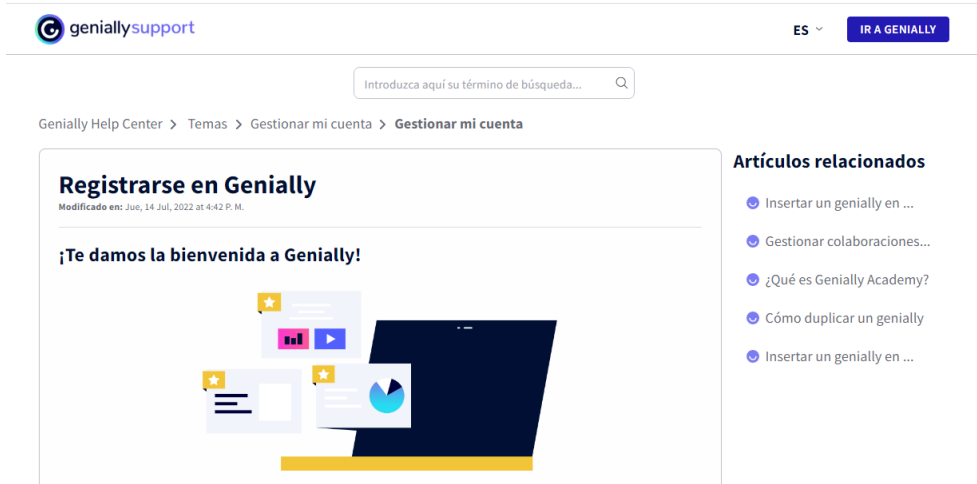 geniallysupport
ES
IR A GENIALLY
Introduzca aquí su término de búsqueda...
Genially Help Center > Temas > Gestionar mi cuenta > Gestionar mi cuenta
Registrarse en Genially
Modificado en: Jue, 14 Jul, 2022 at 4:42 P. M.
¡Te damos la bienvenida a Genially!
Artículos relacionados
Insertar un genially en ...
Gestionar colaboraciones...
¿Qué es Genially Academy?
Cómo duplicar un genially
Insertar un genially en ...